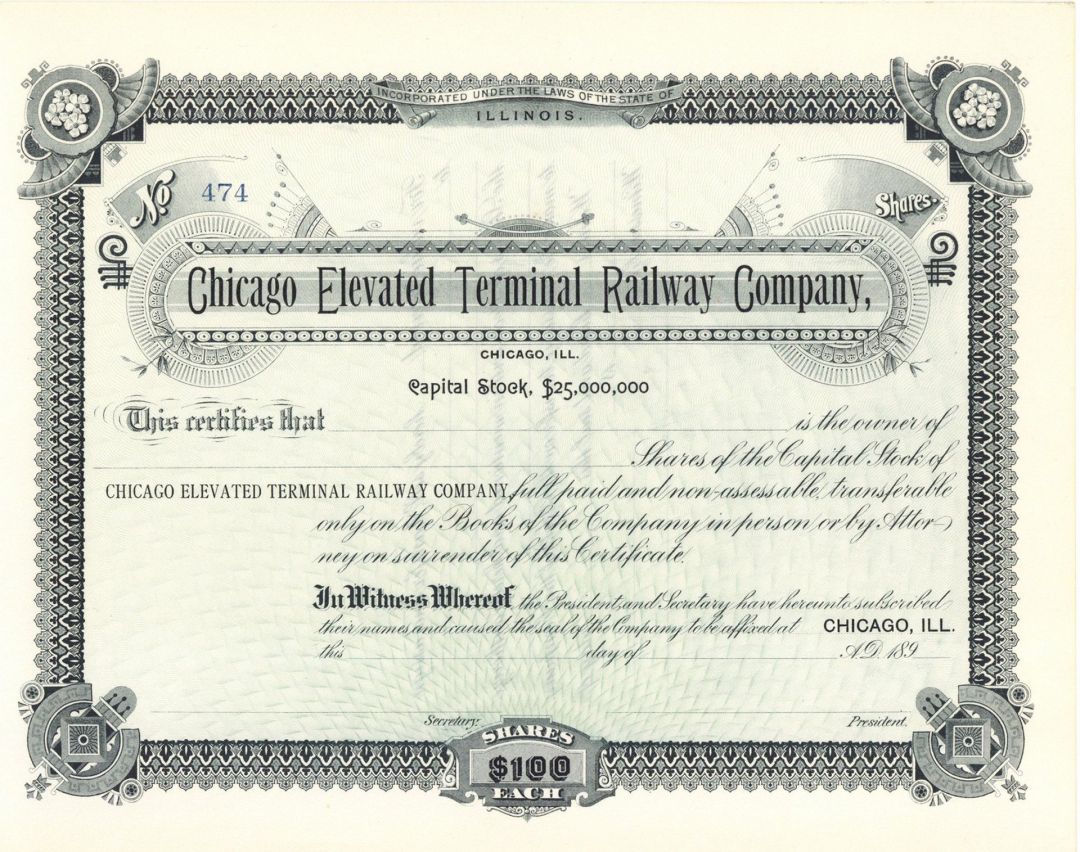 INCORPORATED UNDER THE LAWS OF THE STATE OF
ILLINOIS.
No 474
Shares.
Chicago Elevated Terminal Railway Company,
CHICAGO, ILL.
Capital Stock, $25,000,000
This certifies that is the owner of
Shares of the Capital Stock of
CHICAGO ELEVATED TERMINAL RAILWAY COMPANY, full paid and non-assessable, transferable
only on the Books of the Company in person or by Attor-
ney on surrender of this Certificate.
In Witness Whereof the President and Secretary have hereunto subscribed
their names and caused the seal of the Company to be affixed at CHICAGO, ILL.
this day of A.D. 189
Secretary. President.
SHARES
$100
EACH